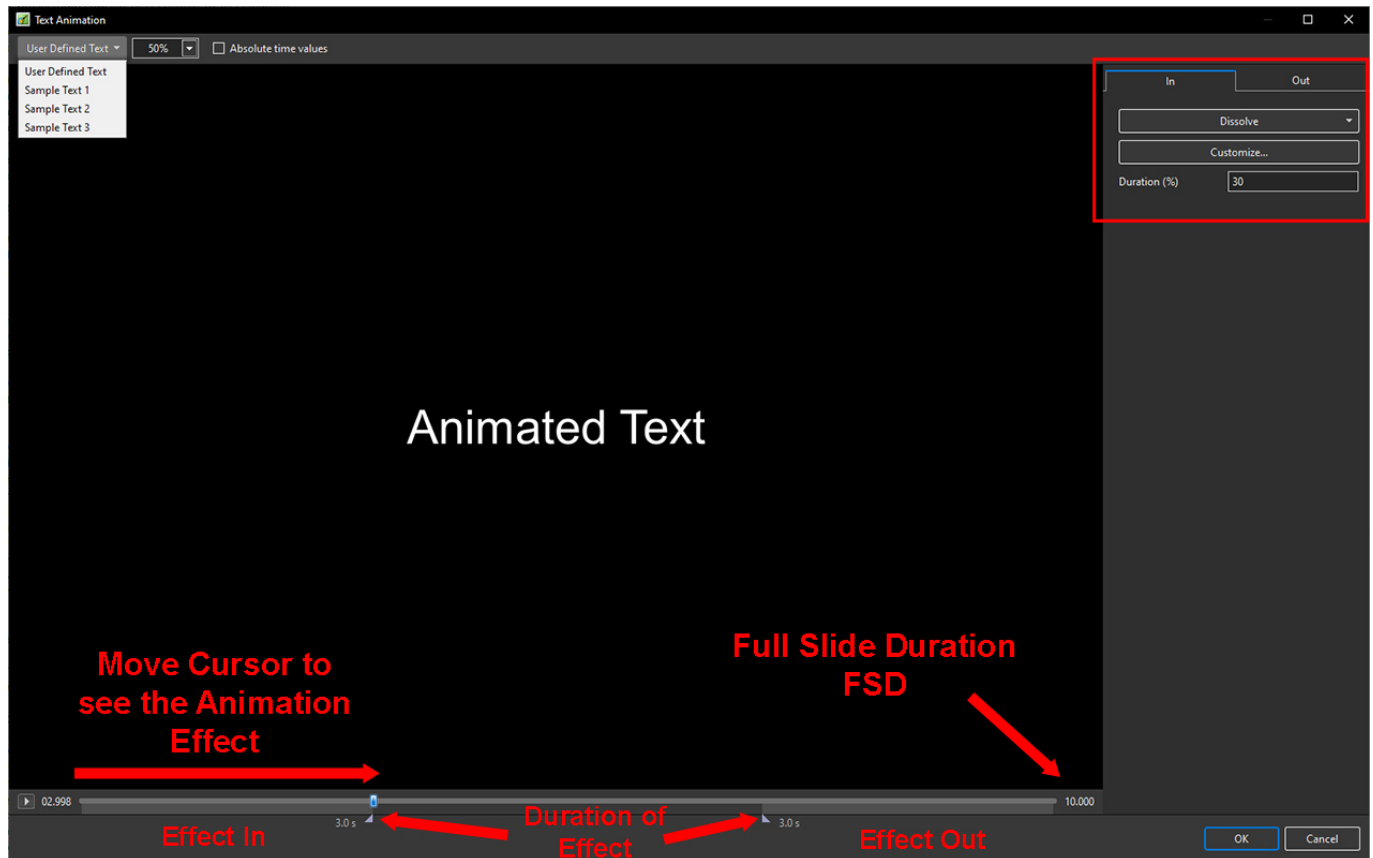 Text Animation
User Defined Text 50% Absolute time values
User Defined Text
Sample Text 1
Sample Text 2
Sample Text 3
In Out
Dissolve
Customize...
Duration (%) 30
Animated Text
Move Cursor to
see the Animation
Effect
Full Slide Duration
FSD
02.998 10.000
3.0 s 3.0 s
Effect In
Duration of
Effect
Effect Out
OK Cancel